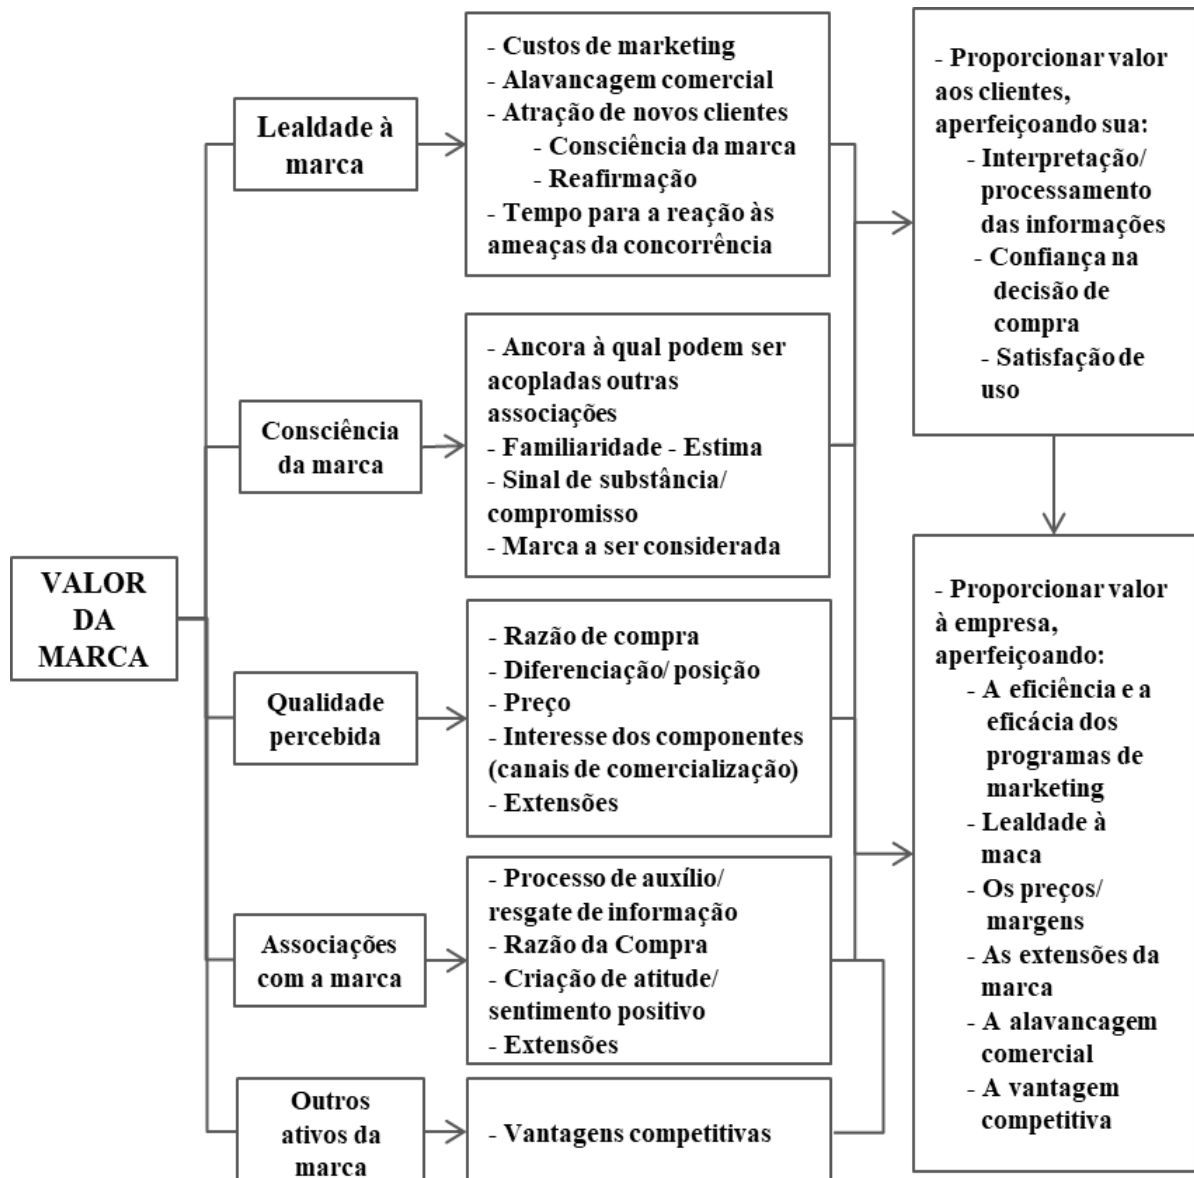 VALOR
DA
MARCA
Lealdade à
marca
- Custos de marketing
- Alavancagem comercial
- Atração de novos clientes
- Consciência da marca
- Reafirmação
- Tempo para a reação às
ameaças da concorrência
Consciência
da marca
- Ancora à qual podem ser
acopladas outras
associações
- Familiaridade - Estima
- Sinal de substância/
compromisso
- Marca a ser considerada
Qualidade
percebida
- Razão de compra
- Diferenciação/ posição
- Preço
- Interesse dos componentes
(canais de comercialização)
- Extensões
Associações
com a marca
- Processo de auxílio/
resgate de informação
- Razão da Compra
- Criação de atitude/
sentimento positivo
- Extensões
Outros
ativos da
marca
- Vantagens competitivas
- Proporcionar valor
aos clientes,
aperfeiçoando sua:
- Interpretação/
processamento
das informações
- Confiança na
decisão de
compra
- Satisfação de
uso
- Proporcionar valor
à empresa,
aperfeiçoando:
- A eficiência e a
eficácia dos
programas de
marketing
- Lealdade à
maca
- Os preços/
margens
- As extensões da
marca
- A alavancagem
comercial
- A vantagem
competitiva